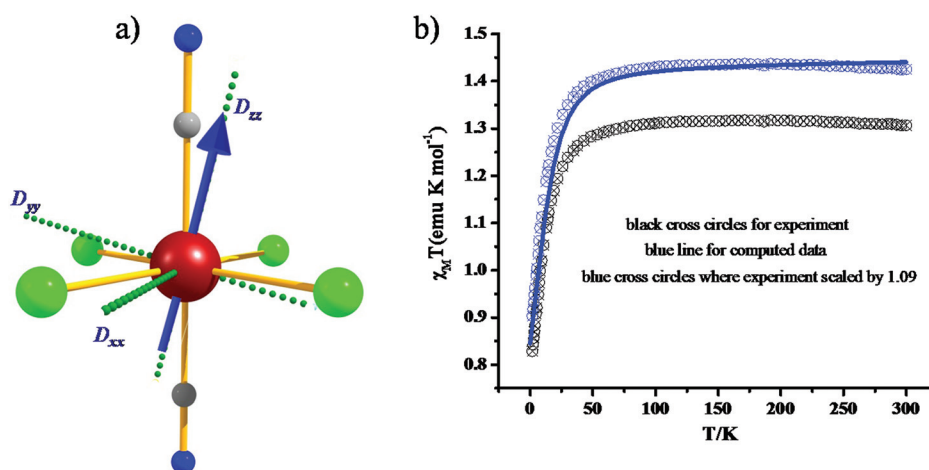 a)
D_zz
D_yy
D_xx
b)
1.5
1.4
1.3
1.2
1.1
1.0
0.9
0.8
χ_M T(emu K mol⁻¹)
black cross circles for experiment
blue line for computed data
blue cross circles where experiment scaled by 1.09
0 50 100 150 200 250 300
T/K